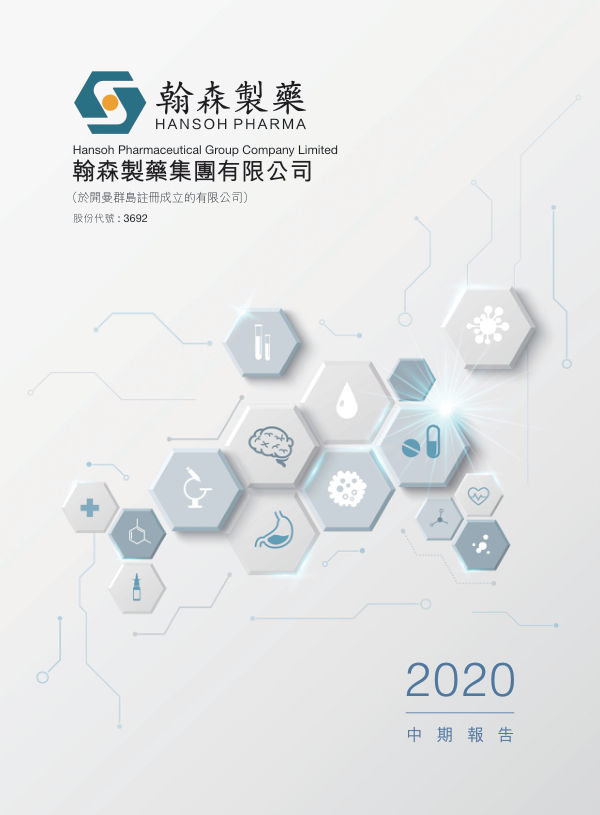 翰森製藥
HANSOH PHARMA
Hansoh Pharmaceutical Group Company Limited
翰森製藥集團有限公司
（於開曼群島註冊成立的有限公司）
股份代號 : 3692
2020
中期報告